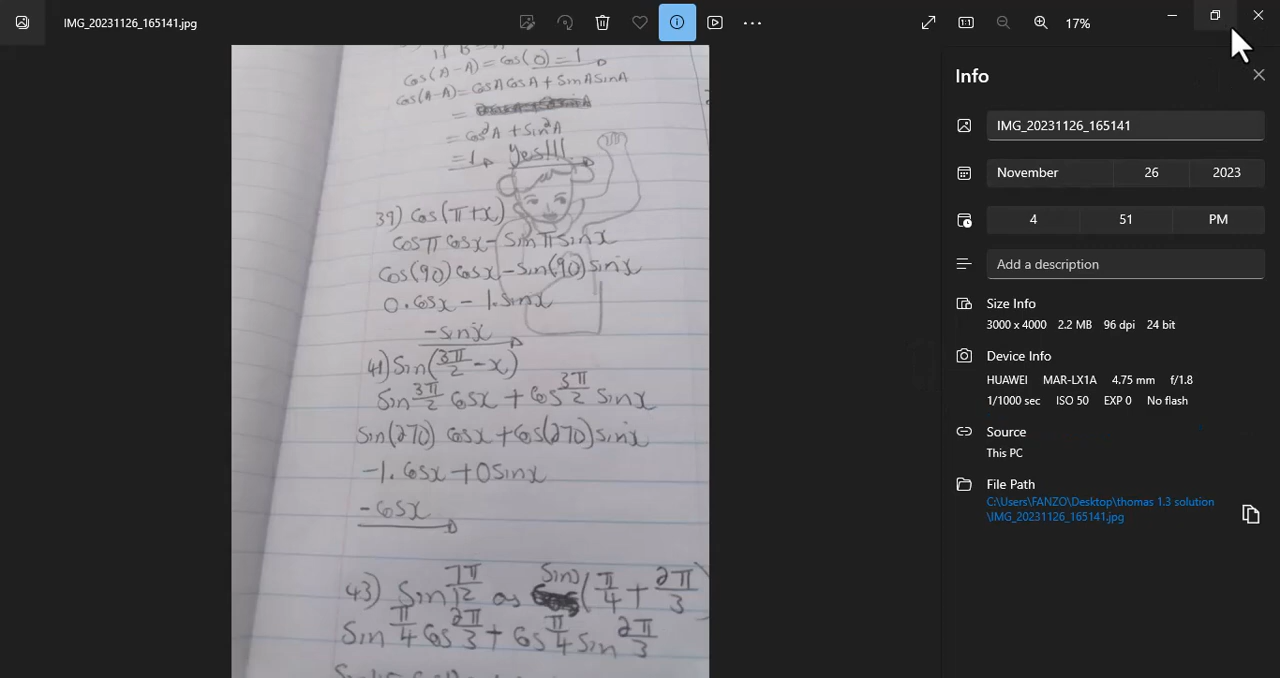 IMG_20231126_165141.jpg
17%
Info
IMG_20231126_165141
November 26 2023
4 51 PM
Add a description
Size Info
3000 x 4000 2.2 MB 96 dpi 24 bit
Device Info
HUAWEI MAR-LX1A 4.75 mm f/1.8
1/1000 sec ISO 50 EXP 0 No flash
Source
This PC
File Path
C:\Users\FANZO\Desktop\thomas 1.3 solution
\IMG_20231126_165141.jpg
Cos(A-A) = Cos(0) = 1
Cos(A-A) = CosACosA + SinASinA
=
= Cos²A + Sin²A
= 1, Yes!!!
39) Cos(π+x)
Cosπ Cosx - Sinπ Sinx
Cos(90) Cosx - Sin(90) Sinx
0.Cosx - 1.Sinx
-Sinx
41) Sin(3π/2 - x)
Sin 3π/2 Cosx + Cos 3π/2 Sinx
Sin(270) Cosx + Cos(270) Sinx
-1.Cosx + 0Sinx
-Cosx
43) Sin 7π/12 as Sin (π/4 + 2π/3)
Sin π/4 Cos 2π/3 + Cos π/4 Sin 2π/3